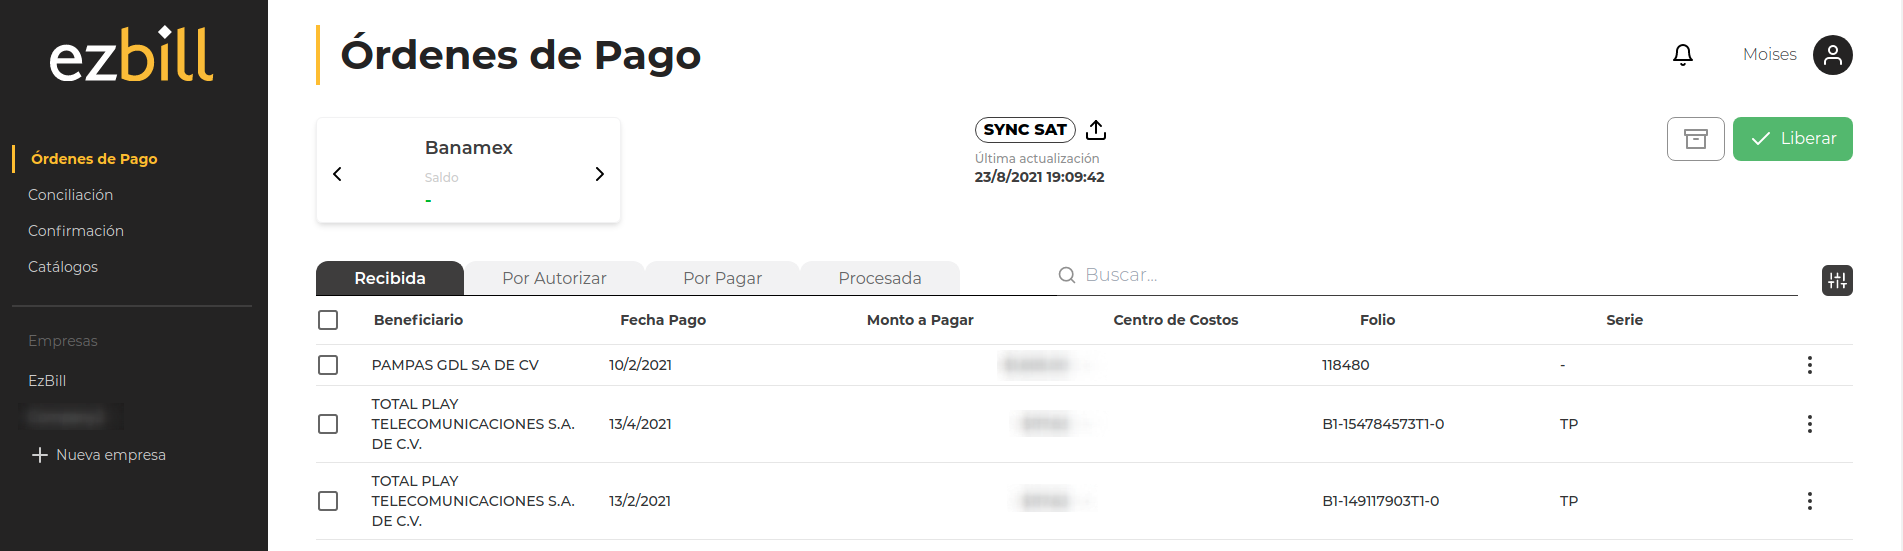 ezbill
Órdenes de Pago
Conciliación
Confirmación
Catálogos
Empresas
EzBill
Nueva empresa
Órdenes de Pago
Moises
Banamex
Saldo
-
SYNC SAT
Última actualización
23/8/2021 19:09:42
Liberar
Recibida Por Autorizar Por Pagar Procesada Buscar...
Beneficiario Fecha Pago Monto a Pagar Centro de Costos Folio Serie
PAMPAS GDL SA DE CV 10/2/2021 118480 -
TOTAL PLAY
TELECOMUNICACIONES S.A. 13/4/2021 B1-154784573T1-0 TP
DE C.V.
TOTAL PLAY
TELECOMUNICACIONES S.A. 13/2/2021 B1-149117903T1-0 TP
DE C.V.